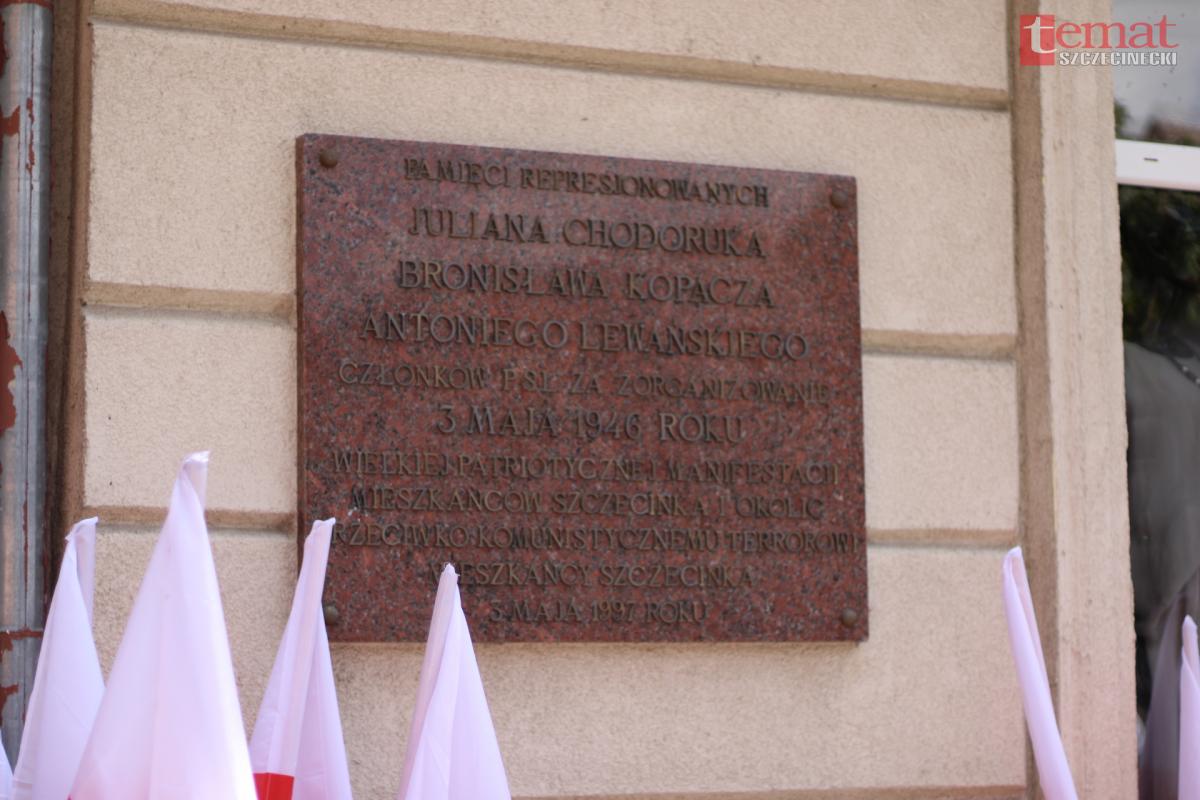 temat
SZCZECINECKI
PAMIĘCI REPRESJONOWANYCH
JULIANA CHODORUKA
BRONISŁAWA KOPACZA
ANTONIEGO LEWAŃSKIEGO
CZŁONKÓW PSL ZA ZORGANIZOWANIE
3 MAJA 1946 ROKU
WIELKIEJ PATRIOTYCZNEJ MANIFESTACJI
MIESZKAŃCÓW SZCZECINKA I OKOLIC
PRZECIWKO KOMUNISTYCZNEMU TERROROWI
MIESZKAŃCY SZCZECINKA
3 MAJA 1997 ROKU